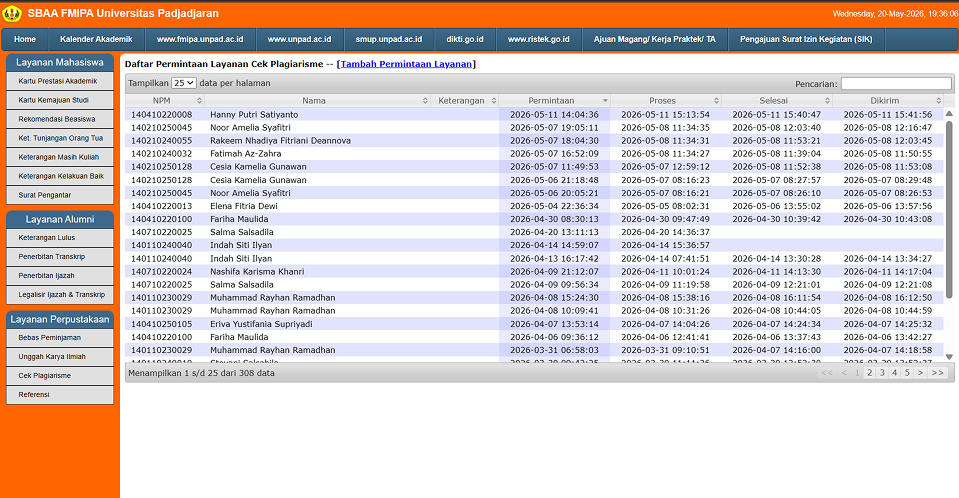 SBAA FMIPA Universitas Padjadjaran
Wednesday, 20-May-2026, 19:36:06
Home Kalender Akademik www.fmipa.unpad.ac.id www.unpad.ac.id smup.unpad.ac.id dikti.go.id www.ristek.go.id Ajuan Magang/ Kerja Praktek/ TA Pengajuan Surat Izin Kegiatan (SIK)
Layanan Mahasiswa
Kartu Prestasi Akademik
Kartu Kemajuan Studi
Rekomendasi Beasiswa
Ket. Tunjangan Orang Tua
Keterangan Masih Kuliah
Keterangan Kelakuan Baik
Surat Pengantar
Layanan Alumni
Keterangan Lulus
Penerbitan Transkrip
Penerbitan Ijazah
Legalisir Ijazah & Transkrip
Layanan Perpustakaan
Bebas Peminjaman
Unggah Karya Ilmiah
Cek Plagiarisme
Referensi
Daftar Permintaan Layanan Cek Plagiarisme -- [Tambah Permintaan Layanan]
Tampilkan 25 data per halaman Pencarian:
NPM Nama Keterangan Permintaan Proses Selesai Dikirim
140410220008 Hanny Putri Satiyanto 2026-05-11 14:04:36 2026-05-11 15:13:54 2026-05-11 15:40:47 2026-05-11 15:41:56
140210250045 Noor Amelia Syafitri 2026-05-07 19:05:11 2026-05-08 11:34:35 2026-05-08 12:03:40 2026-05-08 12:16:47
140210240055 Rakeem Nhadiya Fitriani Deannova 2026-05-07 18:04:30 2026-05-08 11:34:31 2026-05-08 11:53:21 2026-05-08 12:03:45
140210240032 Fatimah Az-Zahra 2026-05-07 16:52:09 2026-05-08 11:34:27 2026-05-08 11:39:04 2026-05-08 11:50:55
140210250128 Cesia Kamelia Gunawan 2026-05-07 11:49:53 2026-05-07 12:59:12 2026-05-08 11:52:38 2026-05-08 11:53:08
140210250128 Cesia Kamelia Gunawan 2026-05-06 21:18:48 2026-05-07 08:16:23 2026-05-07 08:27:57 2026-05-07 08:29:48
140210250045 Noor Amelia Syafitri 2026-05-06 20:05:21 2026-05-07 08:16:21 2026-05-07 08:26:10 2026-05-07 08:26:53
140410220013 Elena Fitria Dewi 2026-05-04 22:36:34 2026-05-05 08:02:31 2026-05-06 13:55:02 2026-05-06 13:57:56
140410220100 Fariha Maulida 2026-04-30 08:30:13 2026-04-30 09:47:49 2026-04-30 10:39:42 2026-04-30 10:43:08
140710220025 Salma Salsadila 2026-04-20 13:11:13 2026-04-20 14:36:37
140110240040 Indah Siti Ilyan 2026-04-14 14:59:07 2026-04-14 15:36:57
140110240040 Indah Siti Ilyan 2026-04-13 16:17:42 2026-04-14 07:41:51 2026-04-14 13:30:28 2026-04-14 13:34:27
140710220024 Nashifa Karisma Khanri 2026-04-09 21:12:07 2026-04-11 10:01:24 2026-04-11 14:13:30 2026-04-11 14:17:04
140710220025 Salma Salsadila 2026-04-09 09:56:34 2026-04-09 11:19:58 2026-04-09 12:21:01 2026-04-09 12:21:08
140110230029 Muhammad Rayhan Ramadhan 2026-04-08 15:24:30 2026-04-08 15:38:16 2026-04-08 16:11:54 2026-04-08 16:12:50
140110230029 Muhammad Rayhan Ramadhan 2026-04-08 10:09:41 2026-04-08 10:31:26 2026-04-08 10:44:05 2026-04-08 10:44:59
140410250105 Eriva Yustifania Supriyadi 2026-04-07 13:53:14 2026-04-07 14:04:26 2026-04-07 14:24:34 2026-04-07 14:25:32
140410220100 Fariha Maulida 2026-04-06 09:36:12 2026-04-06 12:41:41 2026-04-06 13:37:43 2026-04-06 13:42:27
140110230029 Muhammad Rayhan Ramadhan 2026-03-31 06:58:03 2026-03-31 09:10:51 2026-04-07 14:16:00 2026-04-07 14:18:58
Menampilkan 1 s/d 25 dari 308 data << < 1 2 3 4 5 > >>